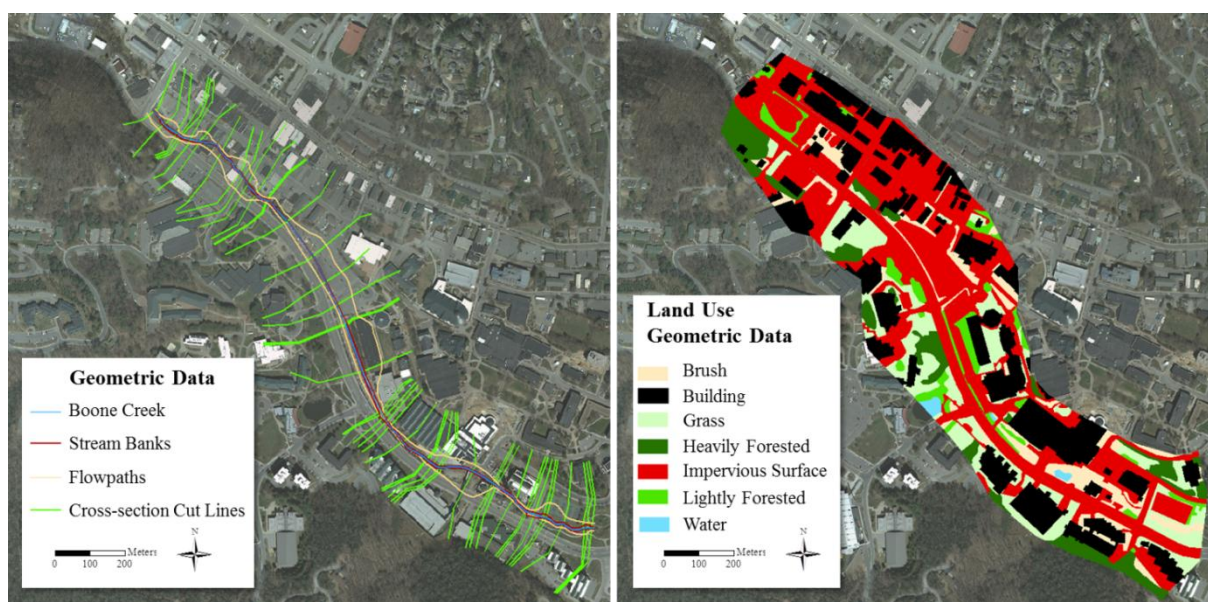 Geometric Data
Boone Creek
Stream Banks
Flowpaths
Cross-section Cut Lines
Meters
0 100 200
N
Land Use
Geometric Data
Brush
Building
Grass
Heavily Forested
Impervious Surface
Lightly Forested
Water
Meters
0 100 200
N